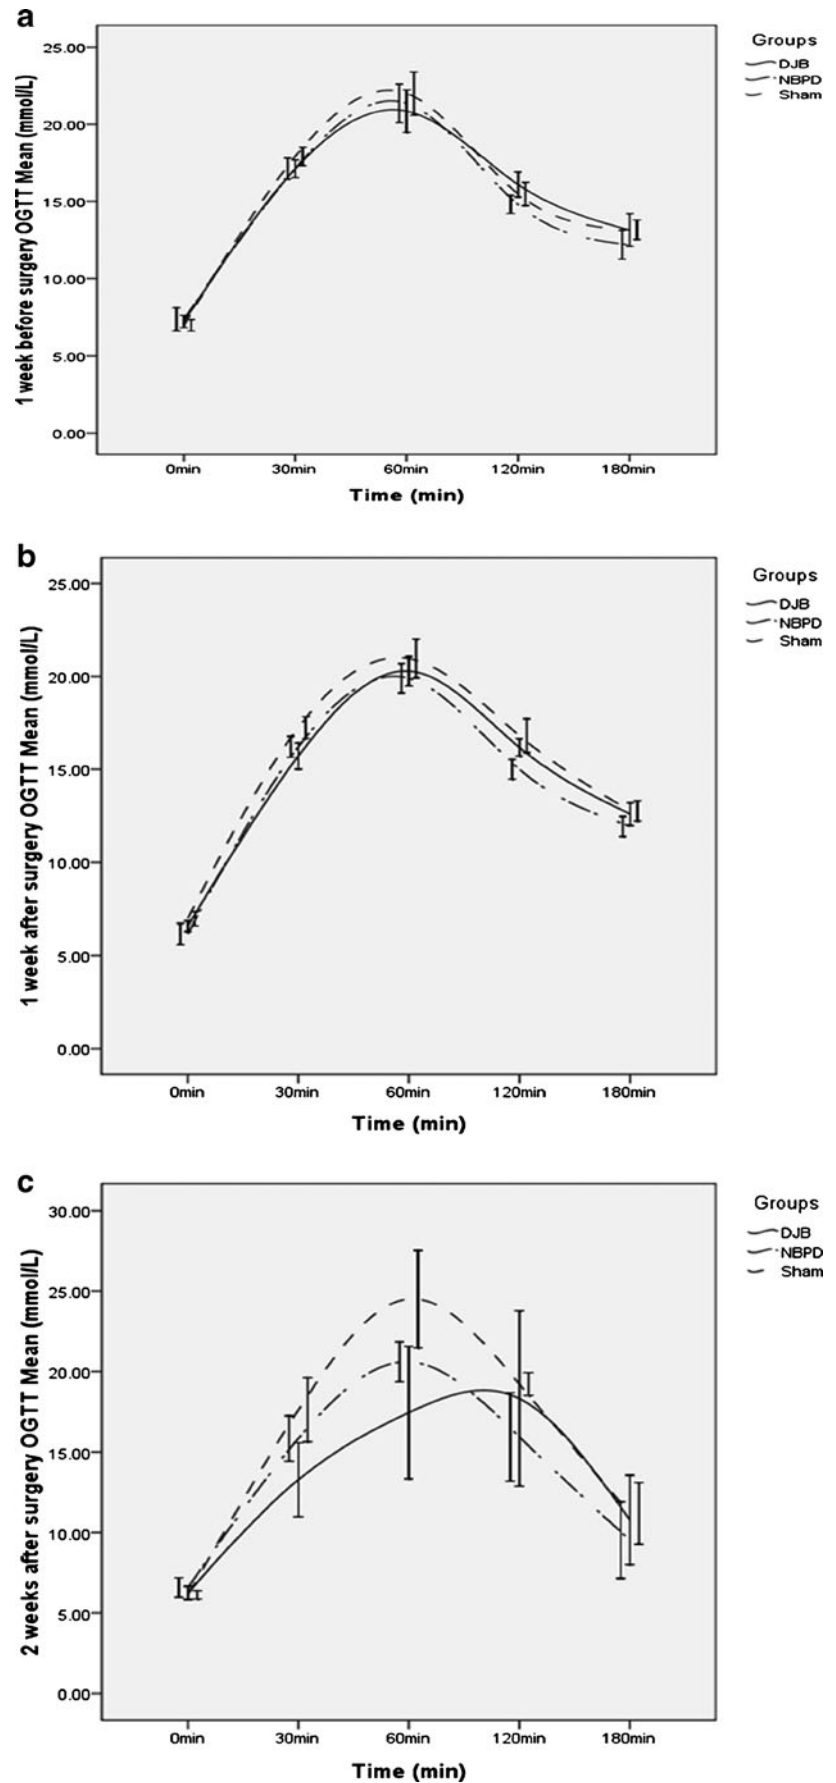 a
1 week before surgery OGTT Mean (mmol/L)
25.00
20.00
15.00
10.00
5.00
0.00
0min 30min 60min 120min 180min
Time (min)
Groups
DJB
NBPD
Sham
b
1 week after surgery OGTT Mean (mmol/L)
25.00
20.00
15.00
10.00
5.00
0.00
0min 30min 60min 120min 180min
Time (min)
Groups
DJB
NBPD
Sham
c
2 weeks after surgery OGTT Mean (mmol/L)
30.00
25.00
20.00
15.00
10.00
5.00
0.00
0min 30min 60min 120min 180min
Time (min)
Groups
DJB
NBPD
Sham